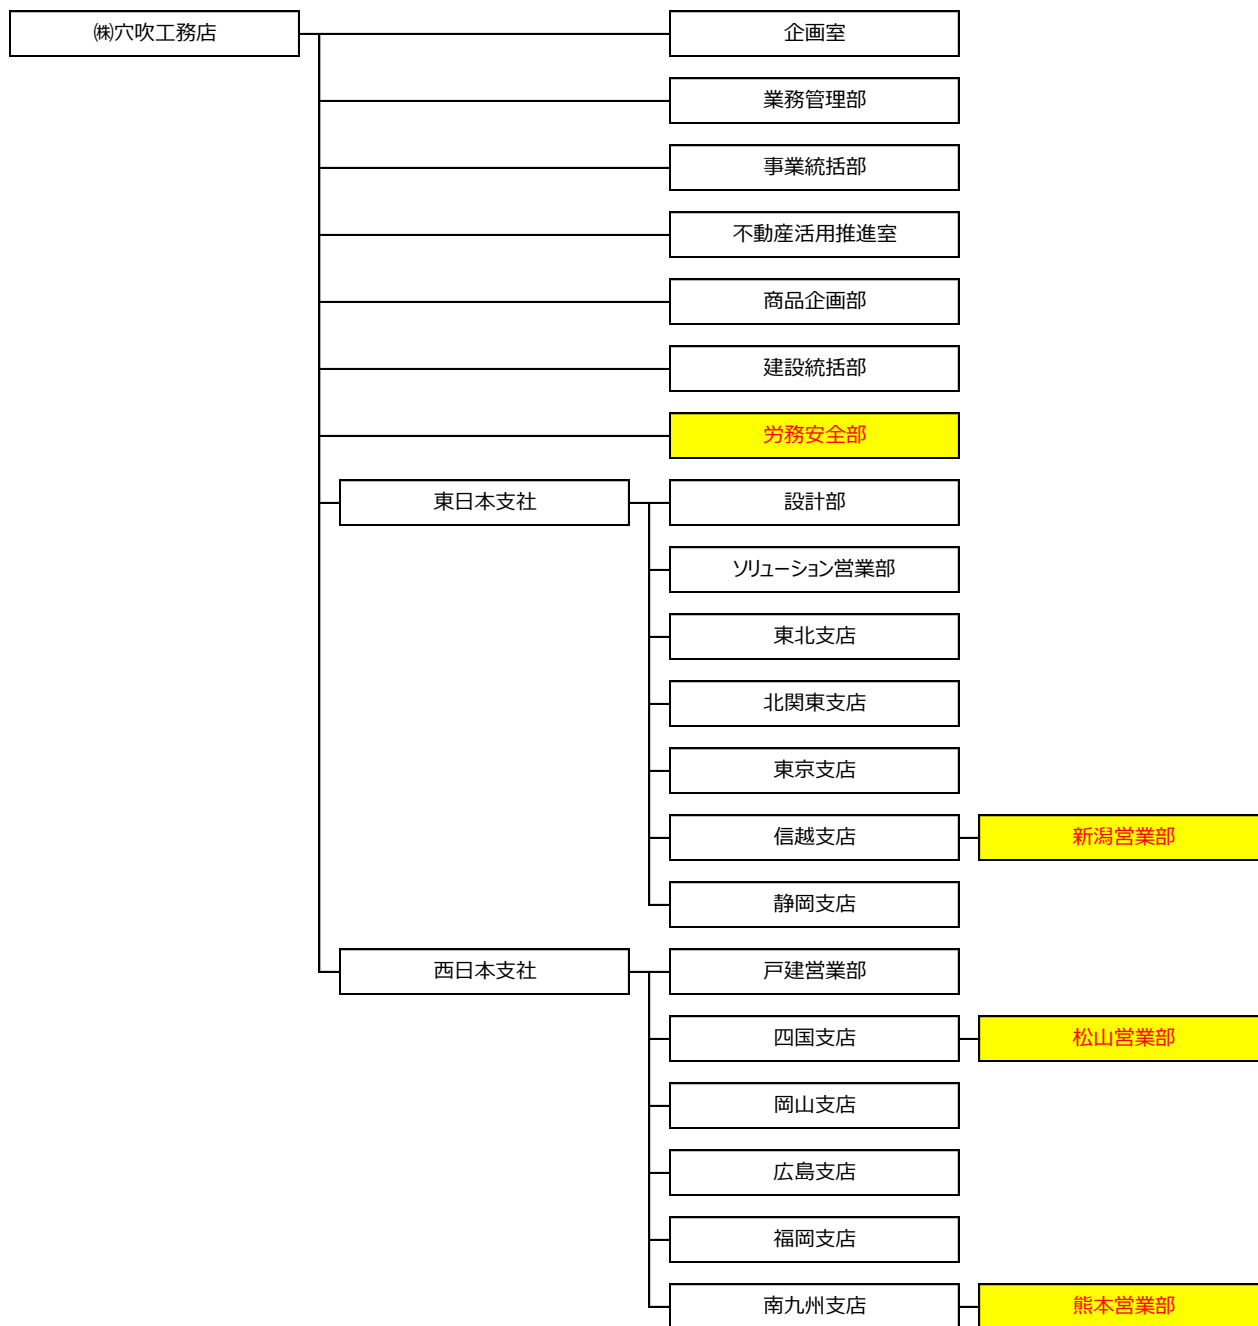 ㈱穴吹工務店
企画室
業務管理部
事業統括部
不動産活用推進室
商品企画部
建設統括部
労務安全部
東日本支社
設計部
ソリューション営業部
東北支店
北関東支店
東京支店
信越支店
新潟営業部
静岡支店
西日本支社
戸建営業部
四国支店
松山営業部
岡山支店
広島支店
福岡支店
南九州支店
熊本営業部